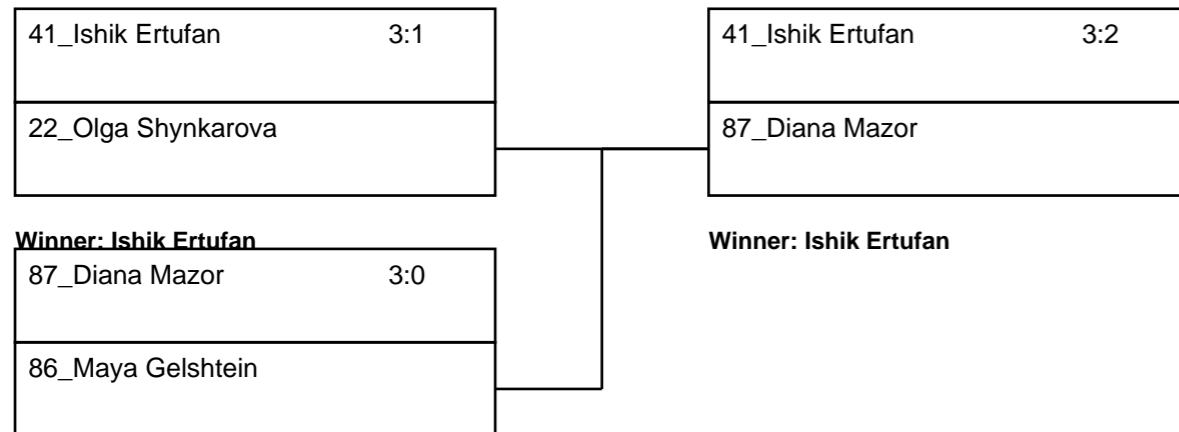 41_Ishik Ertufan 3:1
22_Olga Shynkarova
Winner: Ishik Ertufan
87_Diana Mazor 3:0
86_Maya Gelshtein
41_Ishik Ertufan 3:2
87_Diana Mazor
Winner: Ishik Ertufan